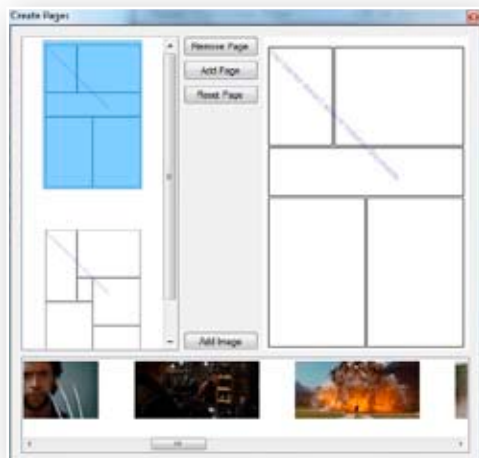 Create Pages
Remove Page
Add Page
Reset Page
Add Image